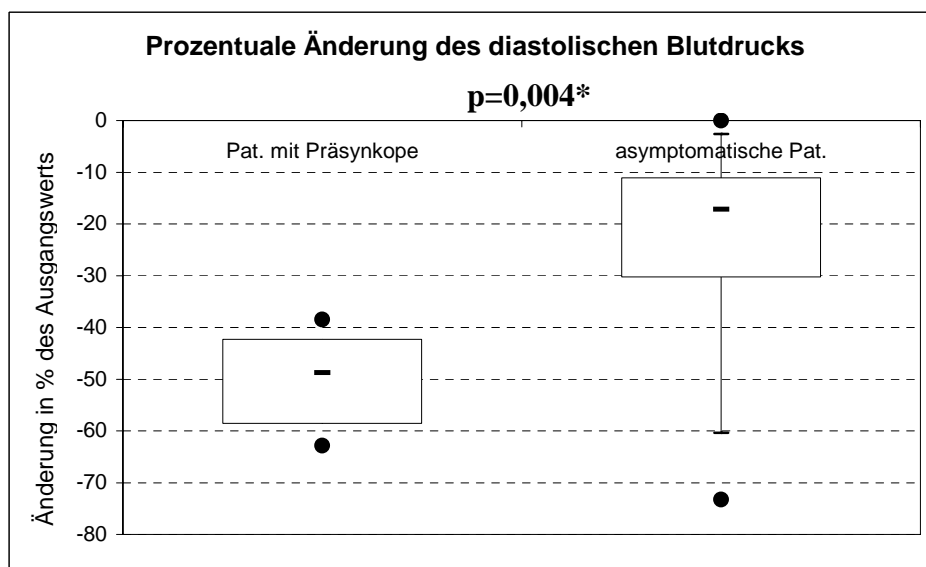 Prozentuale Änderung des diastolischen Blutdrucks
p=0,004*
Änderung in % des Ausgangswerts
0
-10
-20
-30
-40
-50
-60
-70
-80
Pat. mit Präsynkope
asymptomatische Pat.